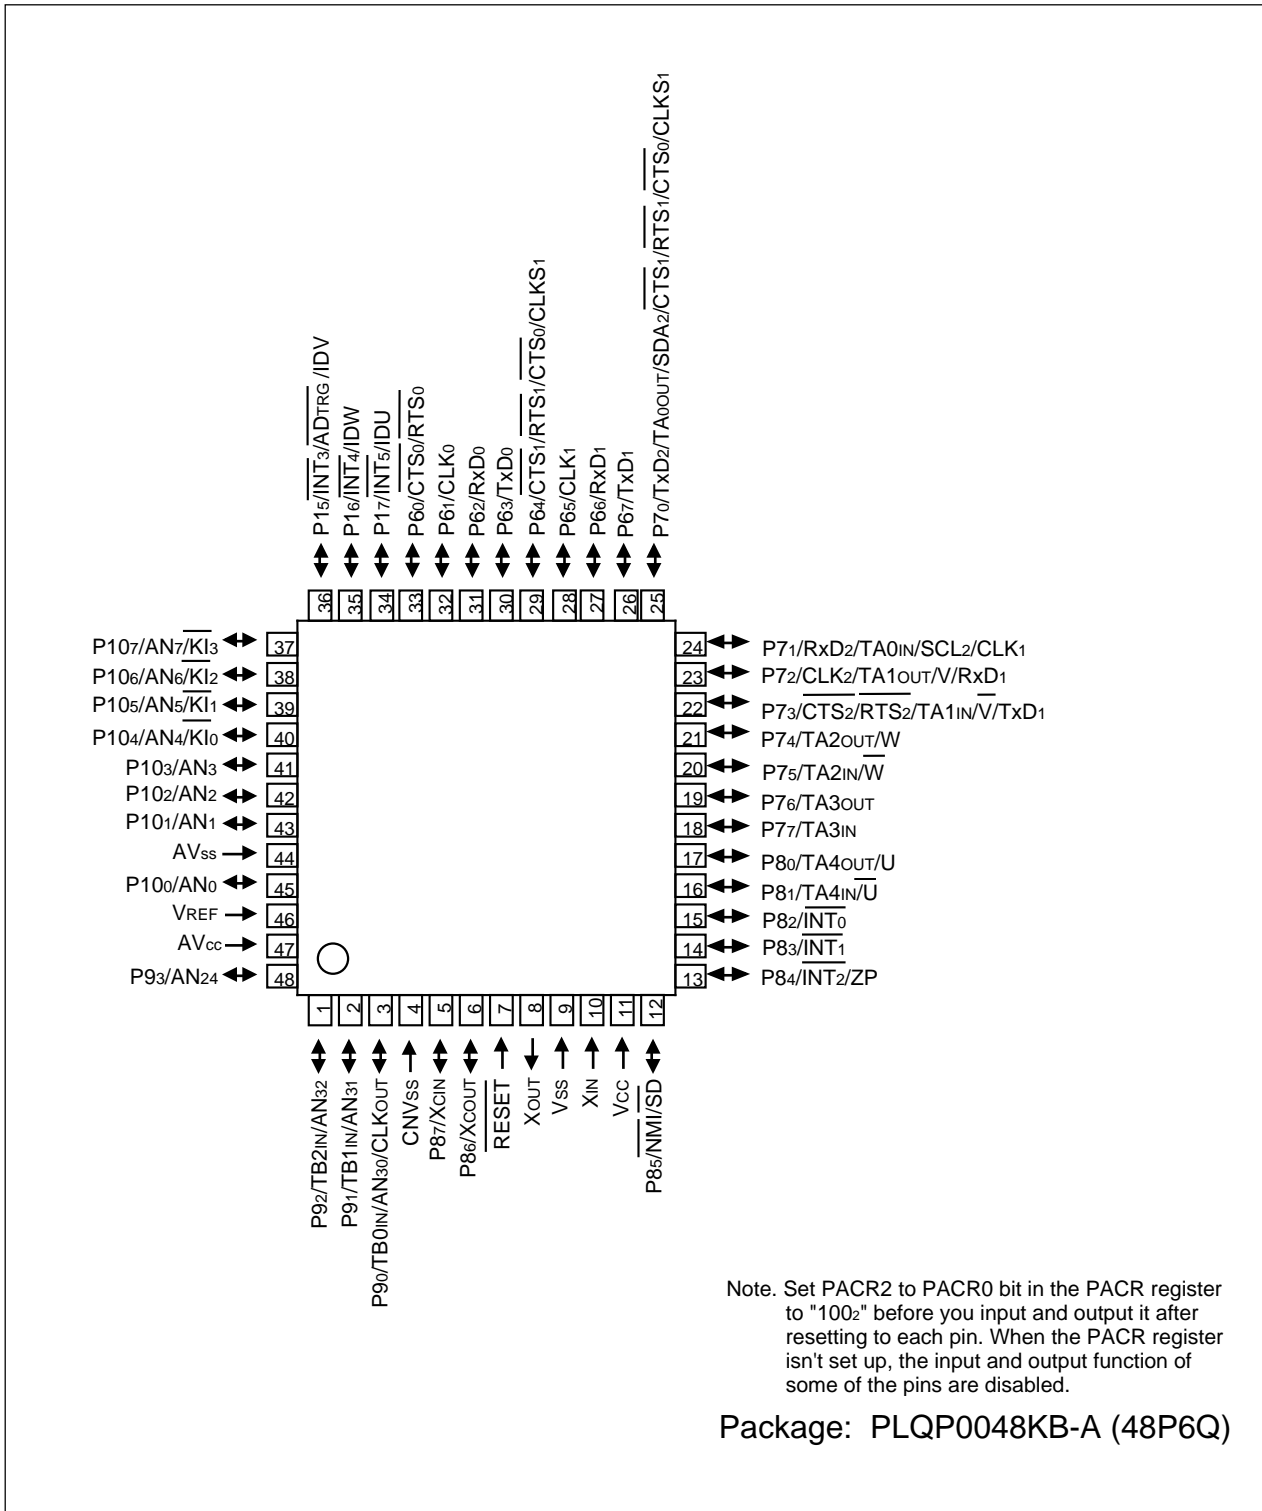 P15/INT3/ADTRG/IDV
P16/INT4/IDW
P17/INT5/IDU
P60/CTS0/RTS0
P61/CLK0
P62/RxD0
P63/TxD0
P64/CTS1/RTS1/CTS0/CLKS1
P65/CLK1
P66/RxD1
P67/TxD1
P70/TxD2/TA0OUT/SDA2/CTS1/RTS1/CTS0/CLKS1
36 35 34 33 32 31 30 29 28 27 26 25
P107/AN7/KI3 37
P106/AN6/KI2 38
P105/AN5/KI1 39
P104/AN4/KI0 40
P103/AN3 41
P102/AN2 42
P101/AN1 43
AVss 44
P100/AN0 45
VREF 46
AVcc 47
P93/AN24 48
24 P71/RxD2/TA0IN/SCL2/CLK1
23 P72/CLK2/TA1OUT/V/RxD1
22 P73/CTS2/RTS2/TA1IN/V/TxD1
21 P74/TA2OUT/W
20 P75/TA2IN/W
19 P76/TA3OUT
18 P77/TA3IN
17 P80/TA4OUT/U
16 P81/TA4IN/U
15 P82/INT0
14 P83/INT1
13 P84/INT2/ZP
1 2 3 4 5 6 7 8 9 10 11 12
P92/TB2IN/AN32
P91/TB1IN/AN31
P90/TB0IN/AN30/CLKOUT
CNVss
P87/XCIN
P86/XCOUT
RESET
XOUT
Vss
XIN
Vcc
P85/NMI/SD
Note. Set PACR2 to PACR0 bit in the PACR register
to "1002" before you input and output it after
resetting to each pin. When the PACR register
isn't set up, the input and output function of
some of the pins are disabled.
Package: PLQP0048KB-A (48P6Q)